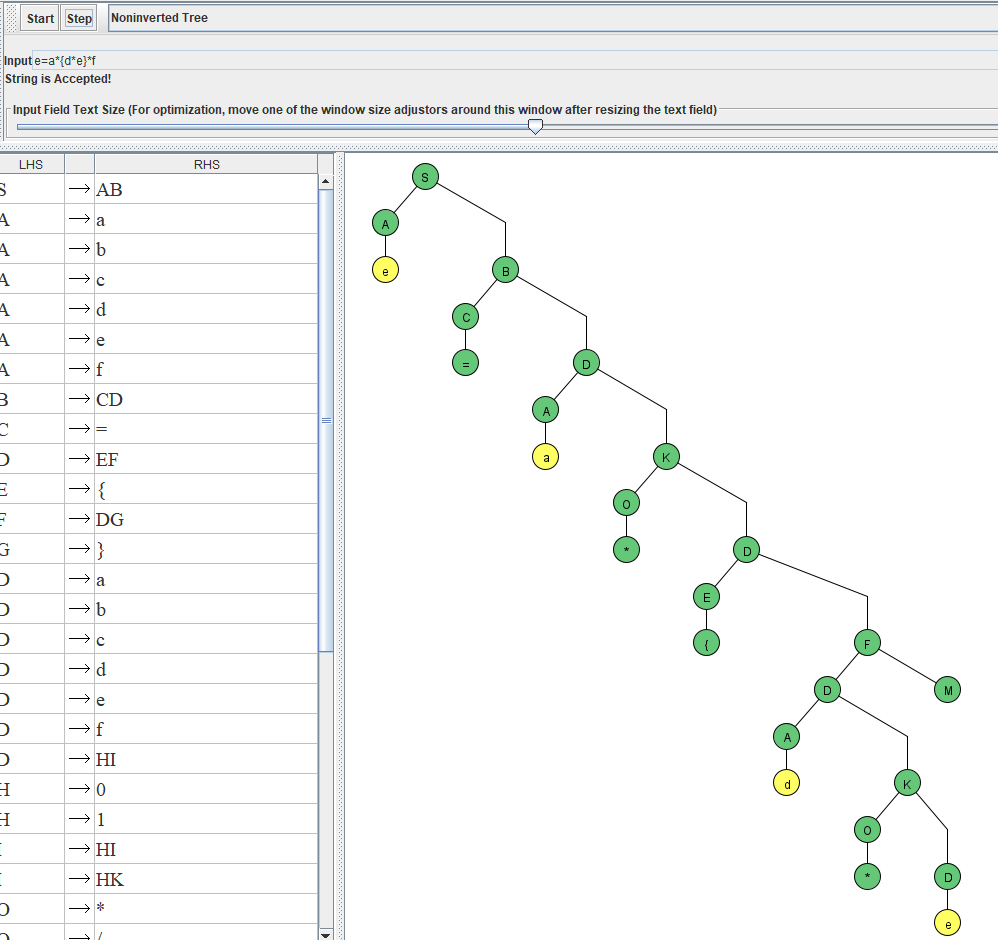 Start Step Noninverted Tree
Input e=a*{d*e}*f
String is Accepted!
Input Field Text Size (For optimization, move one of the window size adjustors around this window after resizing the text field)
LHS RHS
S → AB
A → a
A → b
A → c
A → d
A → e
A → f
B → CD
C → =
D → EF
E → {
F → DG
G → }
D → a
D → b
D → c
D → d
D → e
D → f
D → HI
H → 0
H → 1
I → HI
I → HK
O → *
O → /
S
A
e
B
C
=
D
A
a
K
O
*
D
E
{
F
D M
A
d
K
O
*
D
e